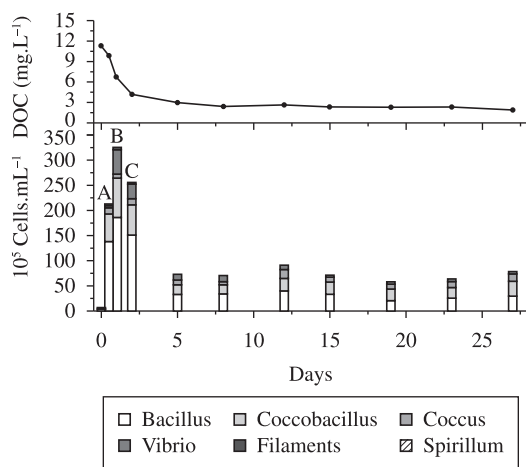 DOC (mg.L⁻¹)
15
12
9
6
3
0
10⁵ Cells.mL⁻¹
350
300
250
200
150
100
50
0
A
B
C
0 5 10 15 20 25
Days
Bacillus Coccobacillus Coccus
Vibrio Filaments Spirillum